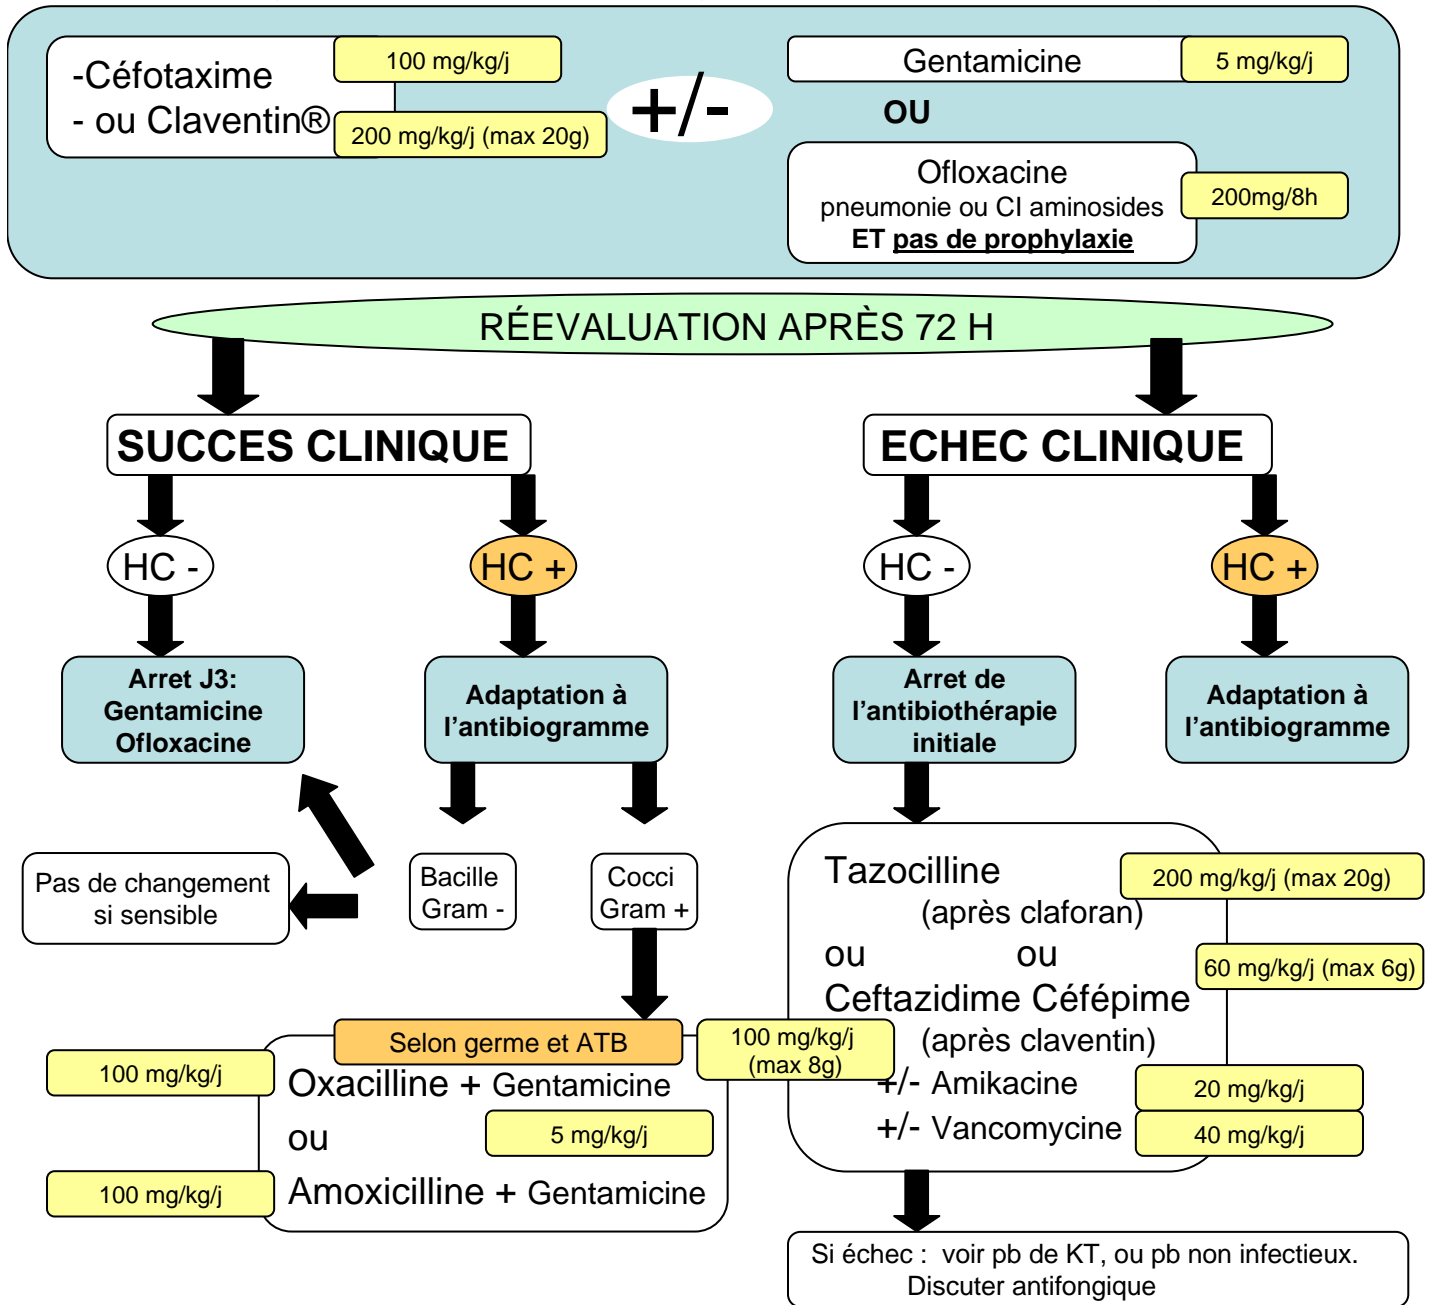 -Céfotaxime
100 mg/kg/j
- ou Claventin®
200 mg/kg/j (max 20g)
+/-
Gentamicine
5 mg/kg/j
OU
Ofloxacine
pneumonie ou CI aminosides
ET pas de prophylaxie
200mg/8h
RÉEVALUATION APRÈS 72 H
SUCCES CLINIQUE
ECHEC CLINIQUE
HC -
HC +
HC -
HC +
Arret J3:
Gentamicine
Ofloxacine
Adaptation à
l’antibiogramme
Arret de
l’antibiothérapie
initiale
Adaptation à
l’antibiogramme
Pas de changement
si sensible
Bacille
Gram -
Cocci
Gram +
Selon germe et ATB
100 mg/kg/j
Oxacilline + Gentamicine
ou
5 mg/kg/j
100 mg/kg/j
Amoxicilline + Gentamicine
Tazocilline
200 mg/kg/j (max 20g)
(après claforan)
ou ou
60 mg/kg/j (max 6g)
Ceftazidime Céfépime
100 mg/kg/j
(max 8g)
(après claventin)
+/- Amikacine
20 mg/kg/j
+/- Vancomycine
40 mg/kg/j
Si échec : voir pb de KT, ou pb non infectieux.
Discuter antifongique